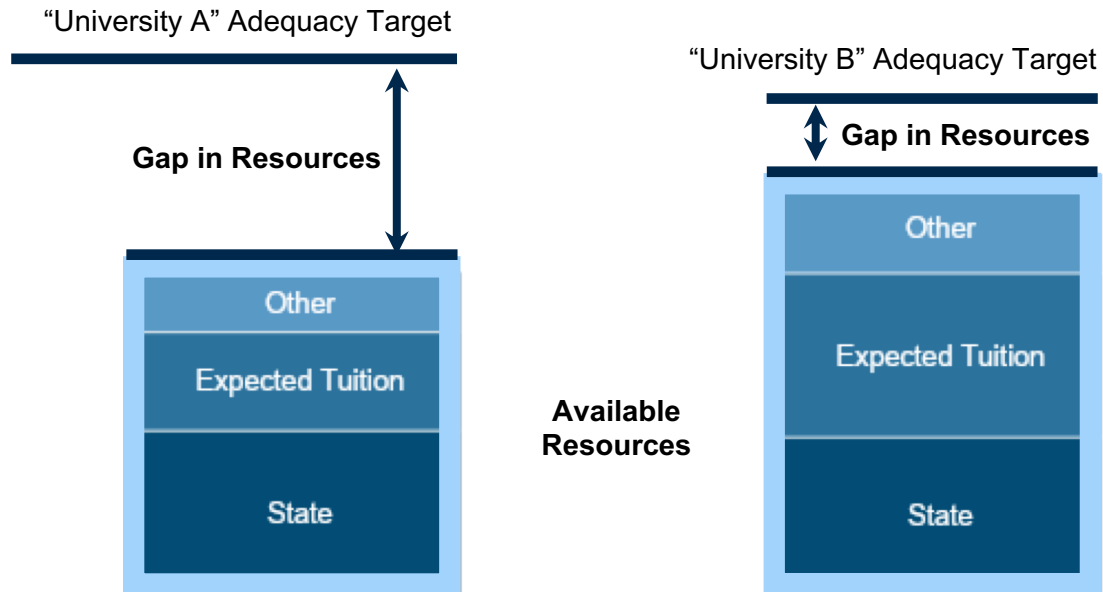 “University A” Adequacy Target
Gap in Resources
Other
Expected Tuition
State
Available
Resources
“University B” Adequacy Target
Gap in Resources
Other
Expected Tuition
State